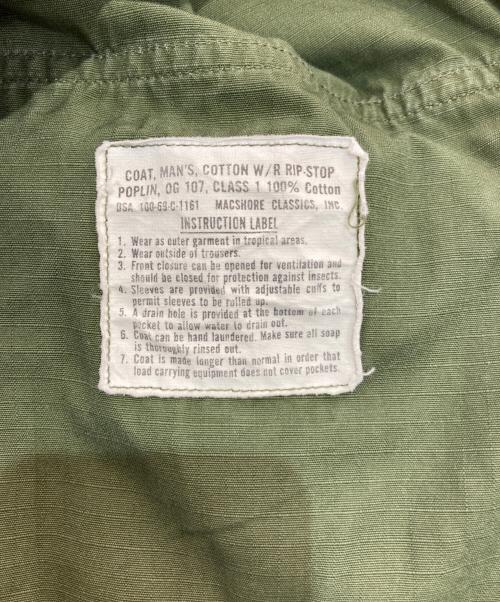 COAT, MAN'S, COTTON W/R RIP-STOP
POPLIN, OG 107, CLASS 1 100% Cotton
DSA 100-69-C-1161 MACSHORE CLASSICS, INC.
INSTRUCTION LABEL
1. Wear as outer garment in tropical areas.
2. Wear outside of trousers.
3. Front closure can be opened for ventilation and
should be closed for protection against insects.
4. Sleeves are provided with adjustable cuffs to
permit sleeves to be rolled up.
5. A drain hole is provided at the bottom of each
pocket to allow water to drain out.
6. Coat can be hand laundered. Make sure all soap
is thoroughly rinsed out.
7. Coat is made longer than normal in order that
load carrying equipment does not cover pockets.